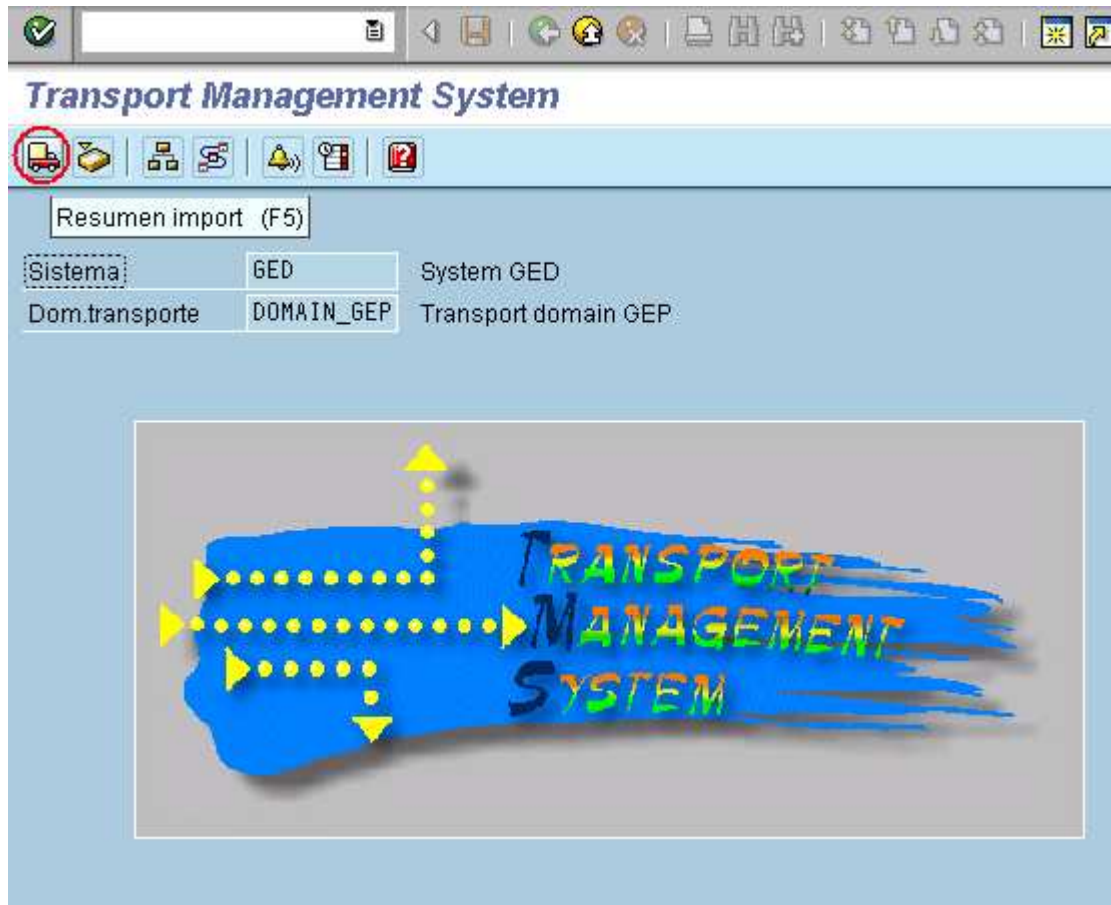 Transport Management System
Resumen import (F5)
Sistema GED System GED
Dom.transporte DOMAIN_GEP Transport domain GEP
TRANSPORT
MANAGEMENT
SYSTEM